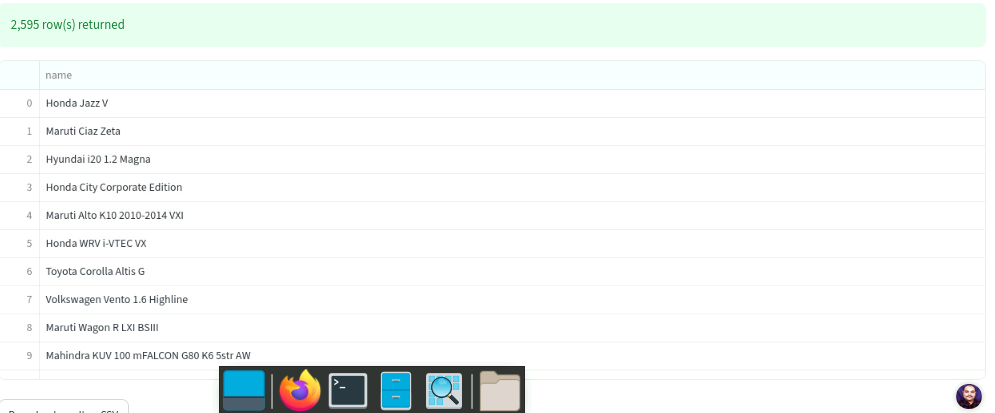 2,595 row(s) returned
name
0 Honda Jazz V
1 Maruti Ciaz Zeta
2 Hyundai i20 1.2 Magna
3 Honda City Corporate Edition
4 Maruti Alto K10 2010-2014 VXI
5 Honda WRV i-VTEC VX
6 Toyota Corolla Altis G
7 Volkswagen Vento 1.6 Highline
8 Maruti Wagon R LXI BSIII
9 Mahindra KUV 100 mFALCON G80 K6 5str AW